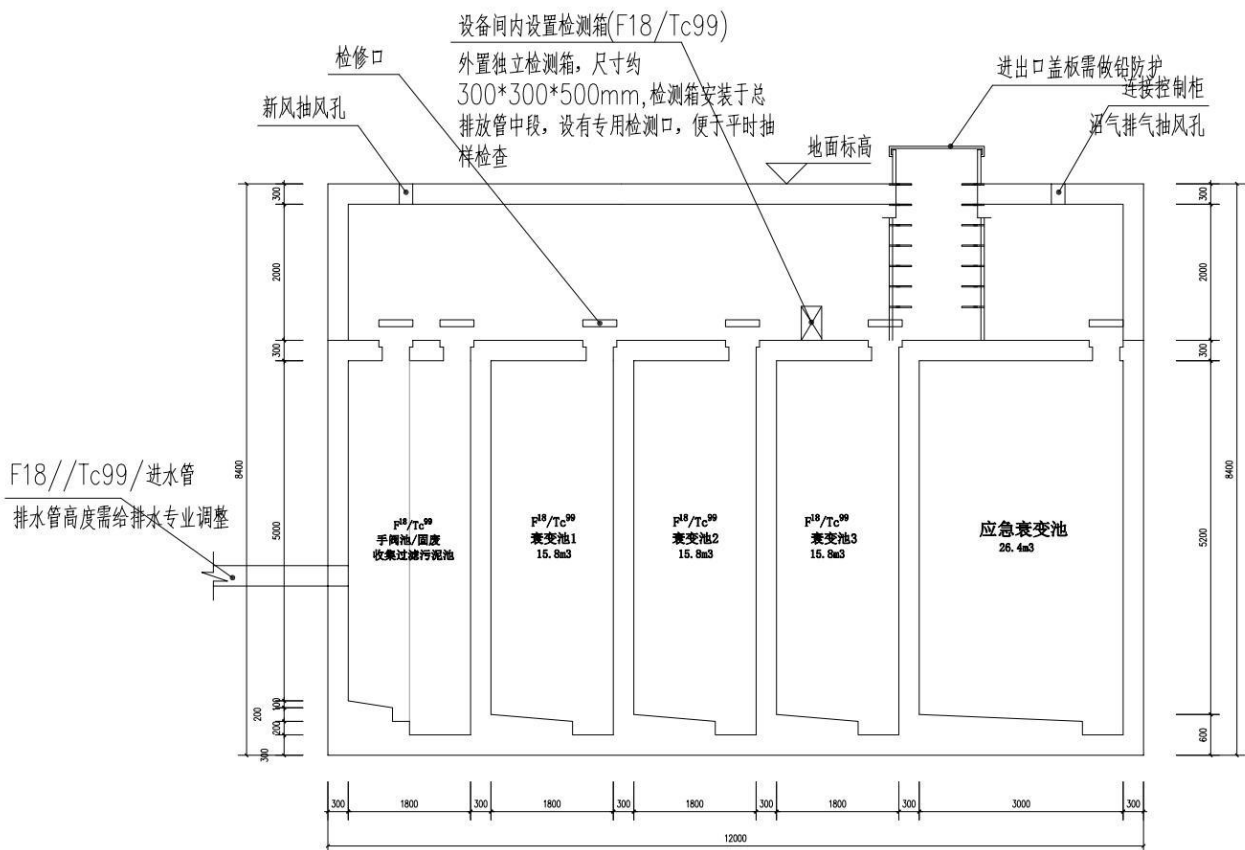 设备间内设置检测箱(F18/Tc99)
外置独立检测箱，尺寸约
300*300*500mm,检测箱安装于总
排放管中段，设有专用检测口，便于平时抽
样检查
检修口
新风抽风孔
地面标高
进出口盖板需做铅防护
连接控制柜
沼气排气抽风孔
300
2000
300
8400
5000
100
200
200
300
300
2000
300
8400
5200
600
F18//Tc99/进水管
排水管高度需给排水专业调整
F18/Tc99
手阀池/固废
收集过滤污泥池
F18/Tc99
衰变池1
15.8m3
F18/Tc99
衰变池2
15.8m3
F18/Tc99
衰变池3
15.8m3
应急衰变池
26.4m3
300 1800 300 1800 300 1800 300 1800 300 3000 300
12000